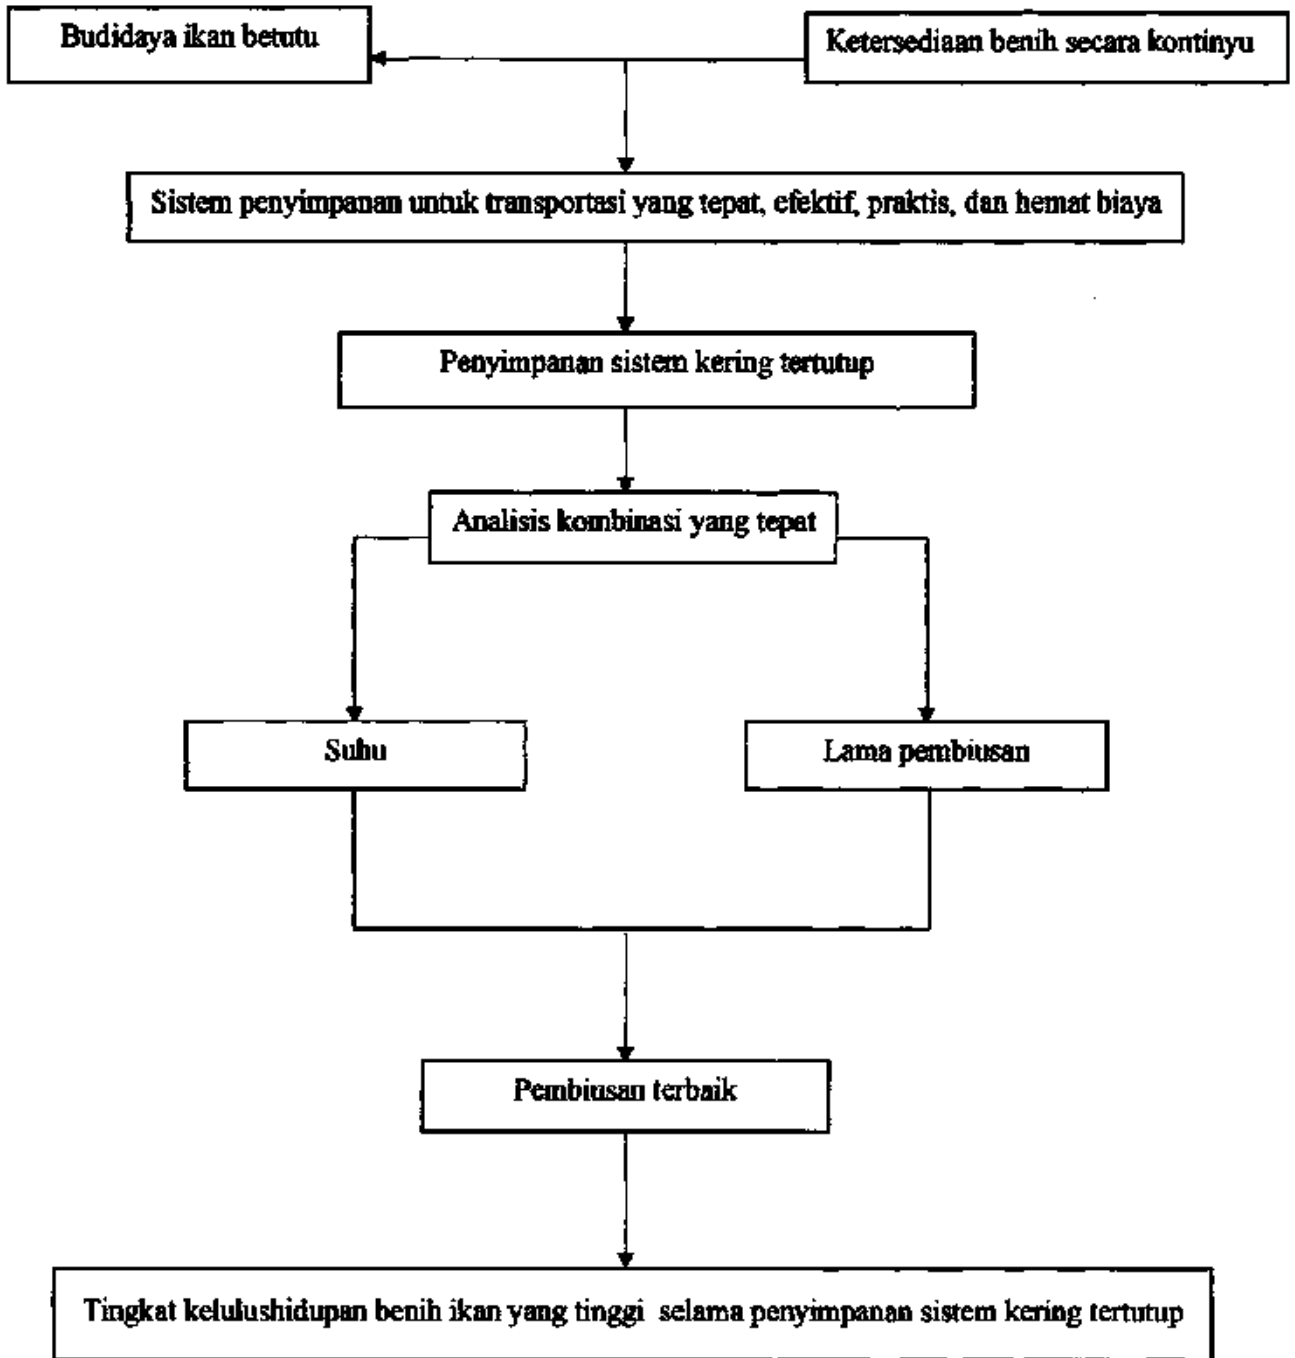 Budidaya ikan betutu
Ketersediaan benih secara kontinyu
Sistem penyimpanan untuk transportasi yang tepat, efektif, praktis, dan hemat biaya
Penyimpanan sistem kering tertutup
Analisis kombinasi yang tepat
Suhu
Lama pembiusan
Pembiusan terbaik
Tingkat kelulushidupan benih ikan yang tinggi selama penyimpanan sistem kering tertutup